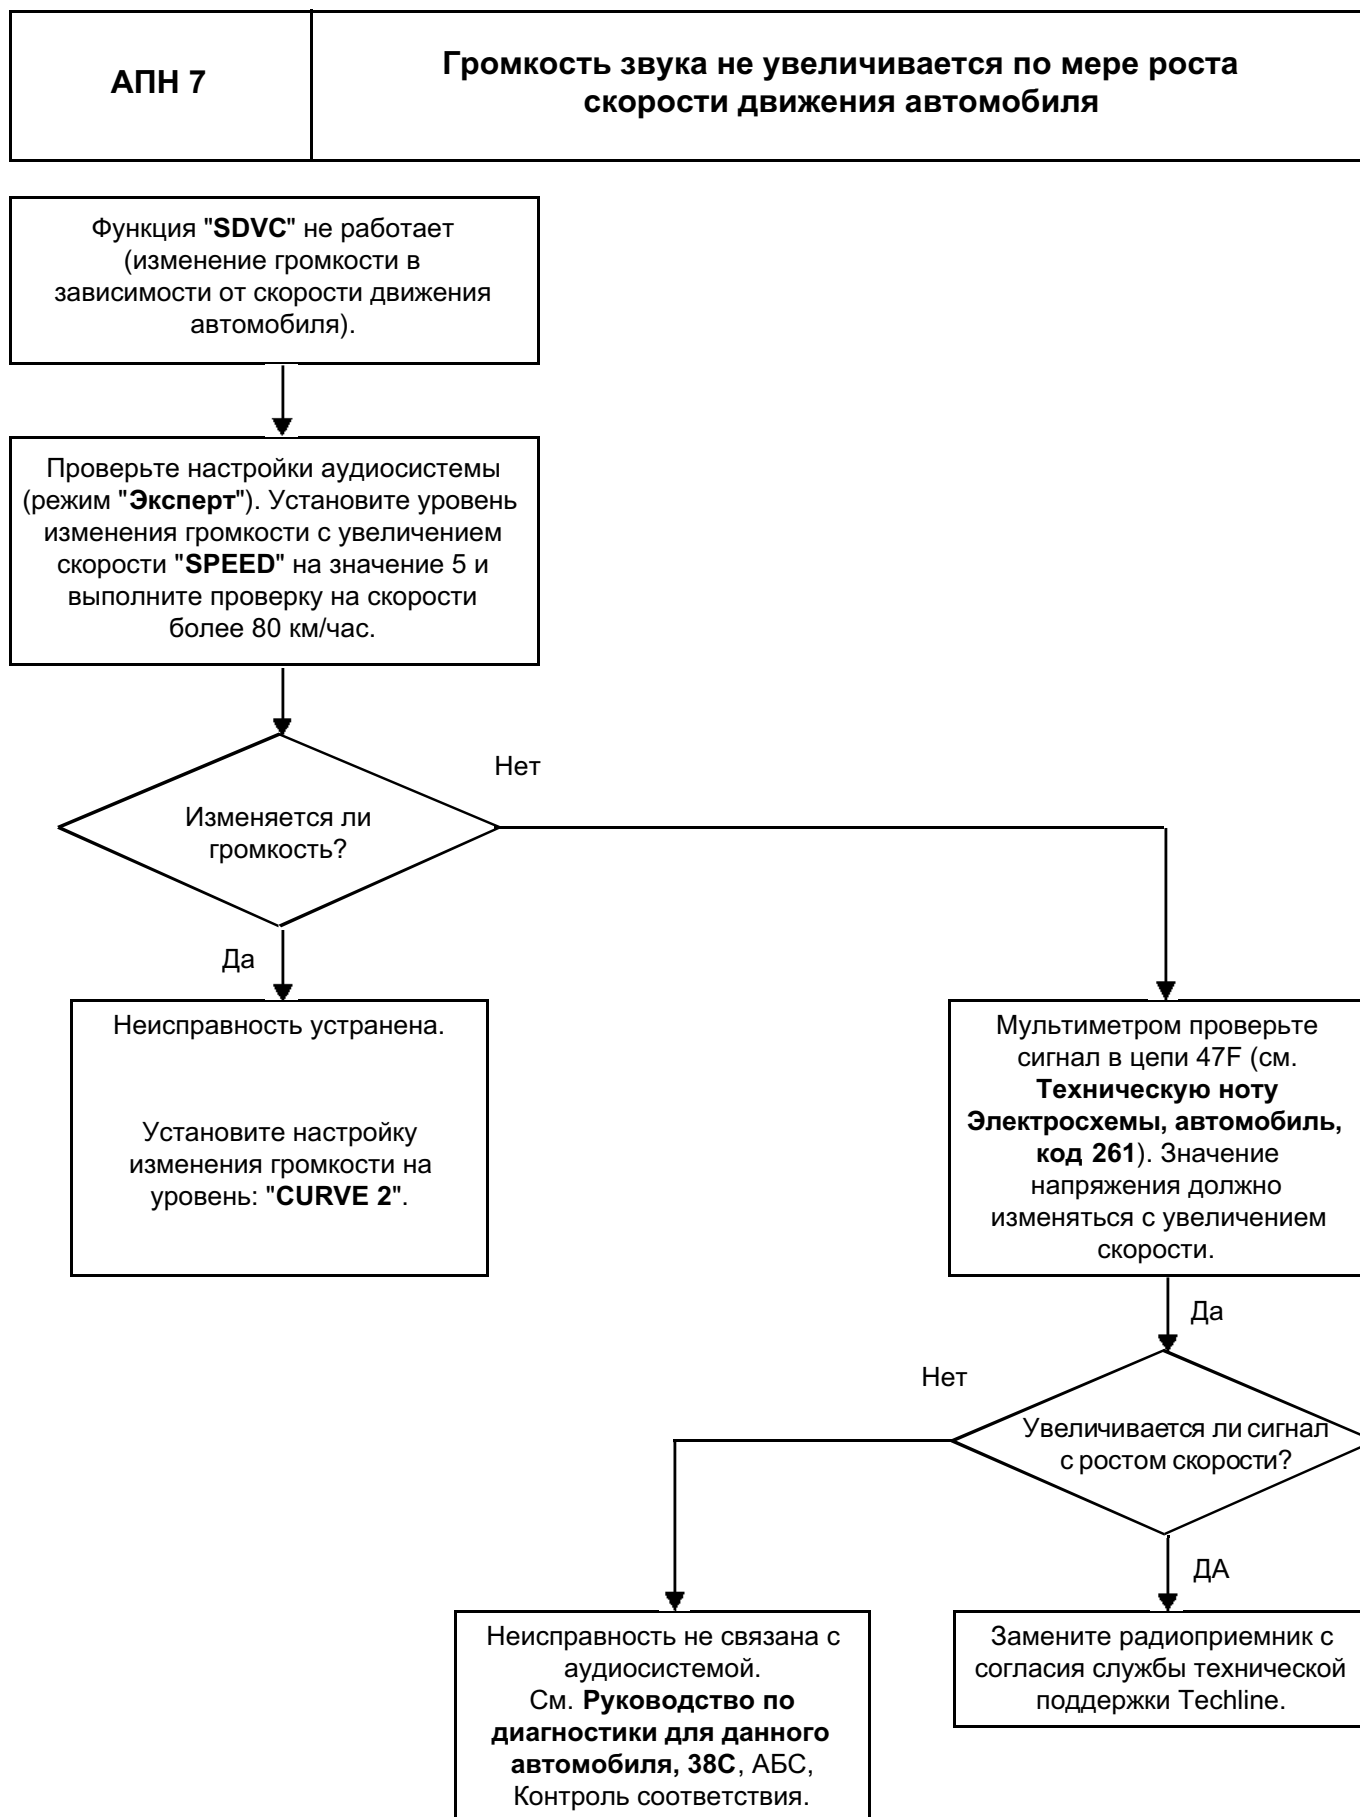 АПН 7
Громкость звука не увеличивается по мере роста
скорости движения автомобиля
Функция "SDVC" не работает
(изменение громкости в
зависимости от скорости движения
автомобиля).
Проверьте настройки аудиосистемы
(режим "Эксперт"). Установите уровень
изменения громкости с увеличением
скорости "SPEED" на значение 5 и
выполните проверку на скорости
более 80 км/час.
Нет
Изменяется ли
громкость?
Да
Неисправность устранена.
Установите настройку
изменения громкости на
уровень: "CURVE 2".
Мультиметром проверьте
сигнал в цепи 47F (см.
Техническую ноту
Электросхемы, автомобиль,
код 261). Значение
напряжения должно
изменяться с увеличением
скорости.
Да
Нет
Увеличивается ли сигнал
с ростом скорости?
ДА
Неисправность не связана с
аудиосистемой.
См. Руководство по
диагностики для данного
автомобиля, 38С, АБС,
Контроль соответствия.
Замените радиоприемник с
согласия службы технической
поддержки Techline.